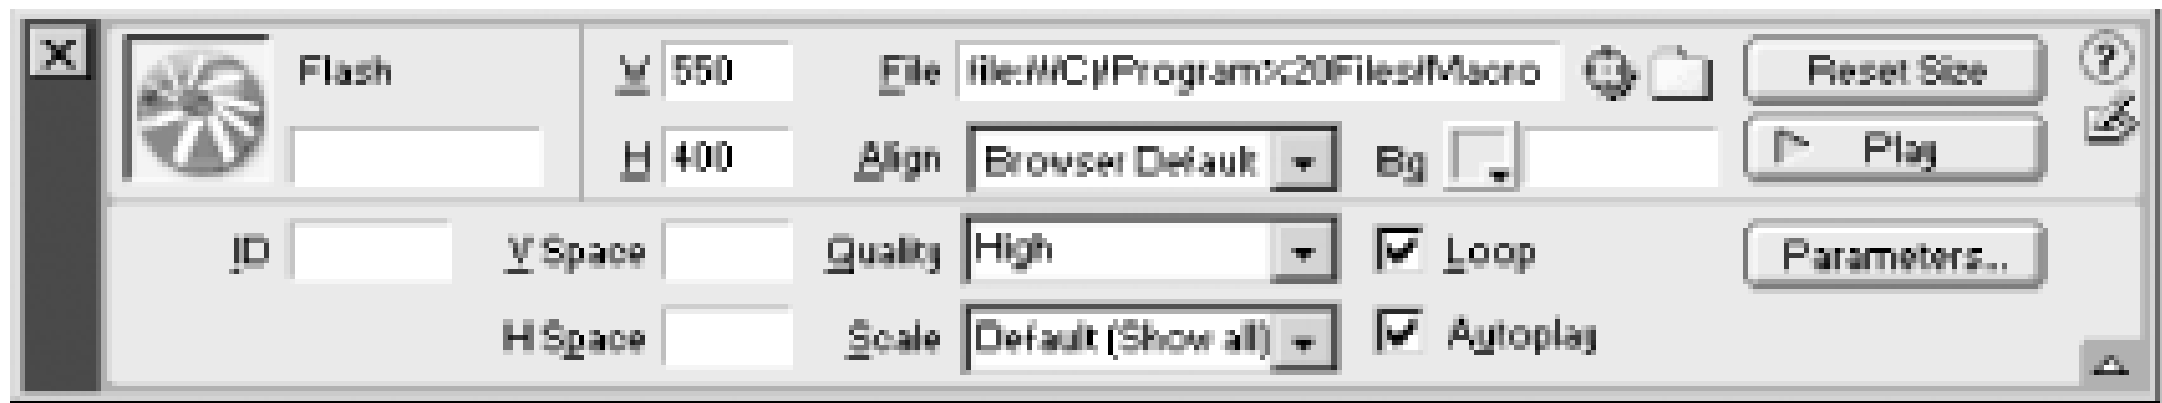 X Flash W 550 File file:///C|/Program%20Files/Macro Reset Size ?
H 400 Align Browser Default Bg Play
ID V Space Quality High Loop Parameters...
H Space Scale Default (Show all) Autoplay